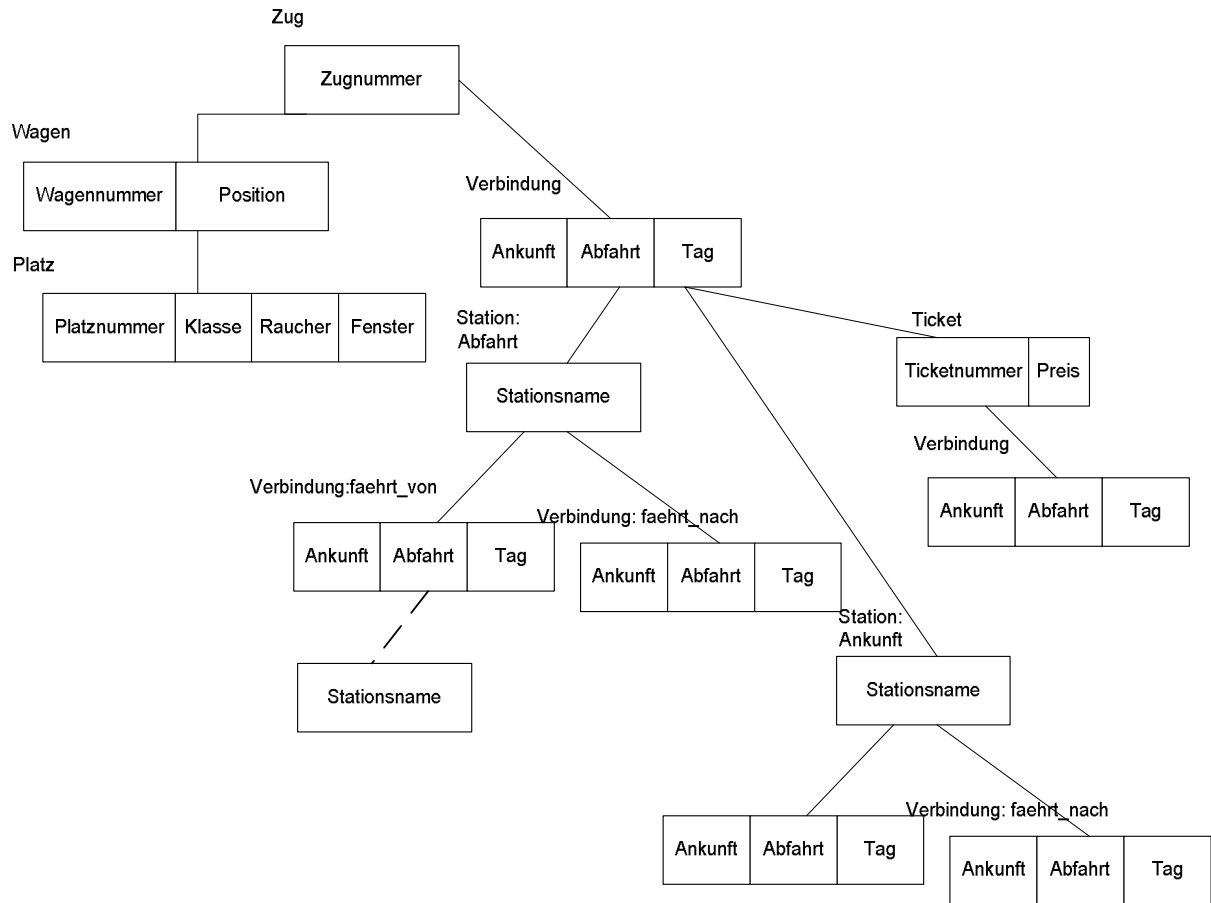 Zug
Zugnummer
Wagen
Wagennummer Position
Verbindung
Ankunft Abfahrt Tag
Platz
Platznummer Klasse Raucher Fenster
Station:
Abfahrt
Stationsname
Ticket
Ticketnummer Preis
Verbindung
Ankunft Abfahrt Tag
Verbindung:faehrt_von
Ankunft Abfahrt Tag
Verbindung: faehrt_nach
Ankunft Abfahrt Tag
Stationsname
Station:
Ankunft
Stationsname
Ankunft Abfahrt Tag
Verbindung: faehrt_nach
Ankunft Abfahrt Tag